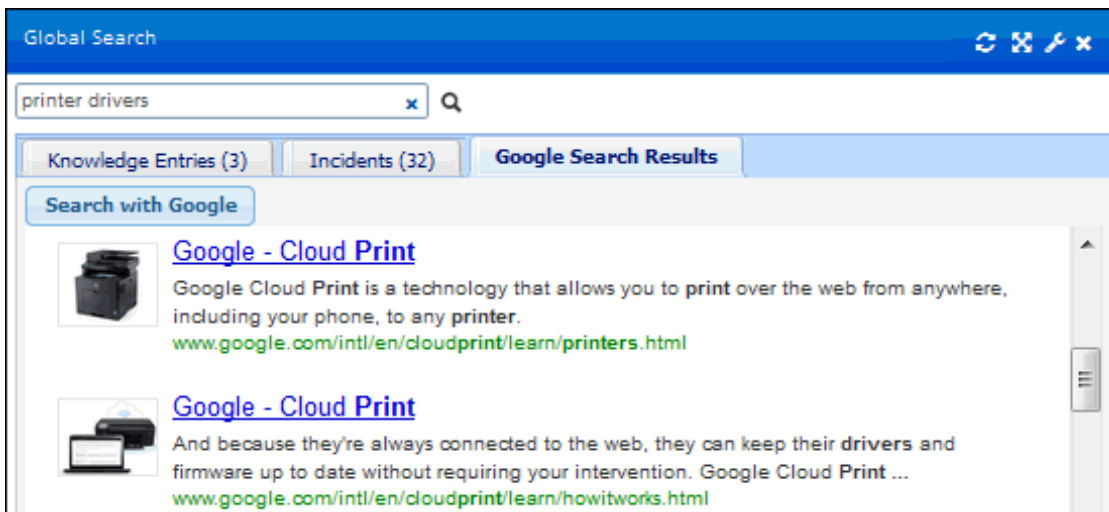 Global Search
printer drivers
Knowledge Entries (3) Incidents (32) Google Search Results
Search with Google
Google - Cloud Print
Google Cloud Print is a technology that allows you to print over the web from anywhere,
including your phone, to any printer.
www.google.com/intl/en/cloudprint/learn/printers.html
Google - Cloud Print
And because they're always connected to the web, they can keep their drivers and
firmware up to date without requiring your intervention. Google Cloud Print ...
www.google.com/intl/en/cloudprint/learn/howitworks.html